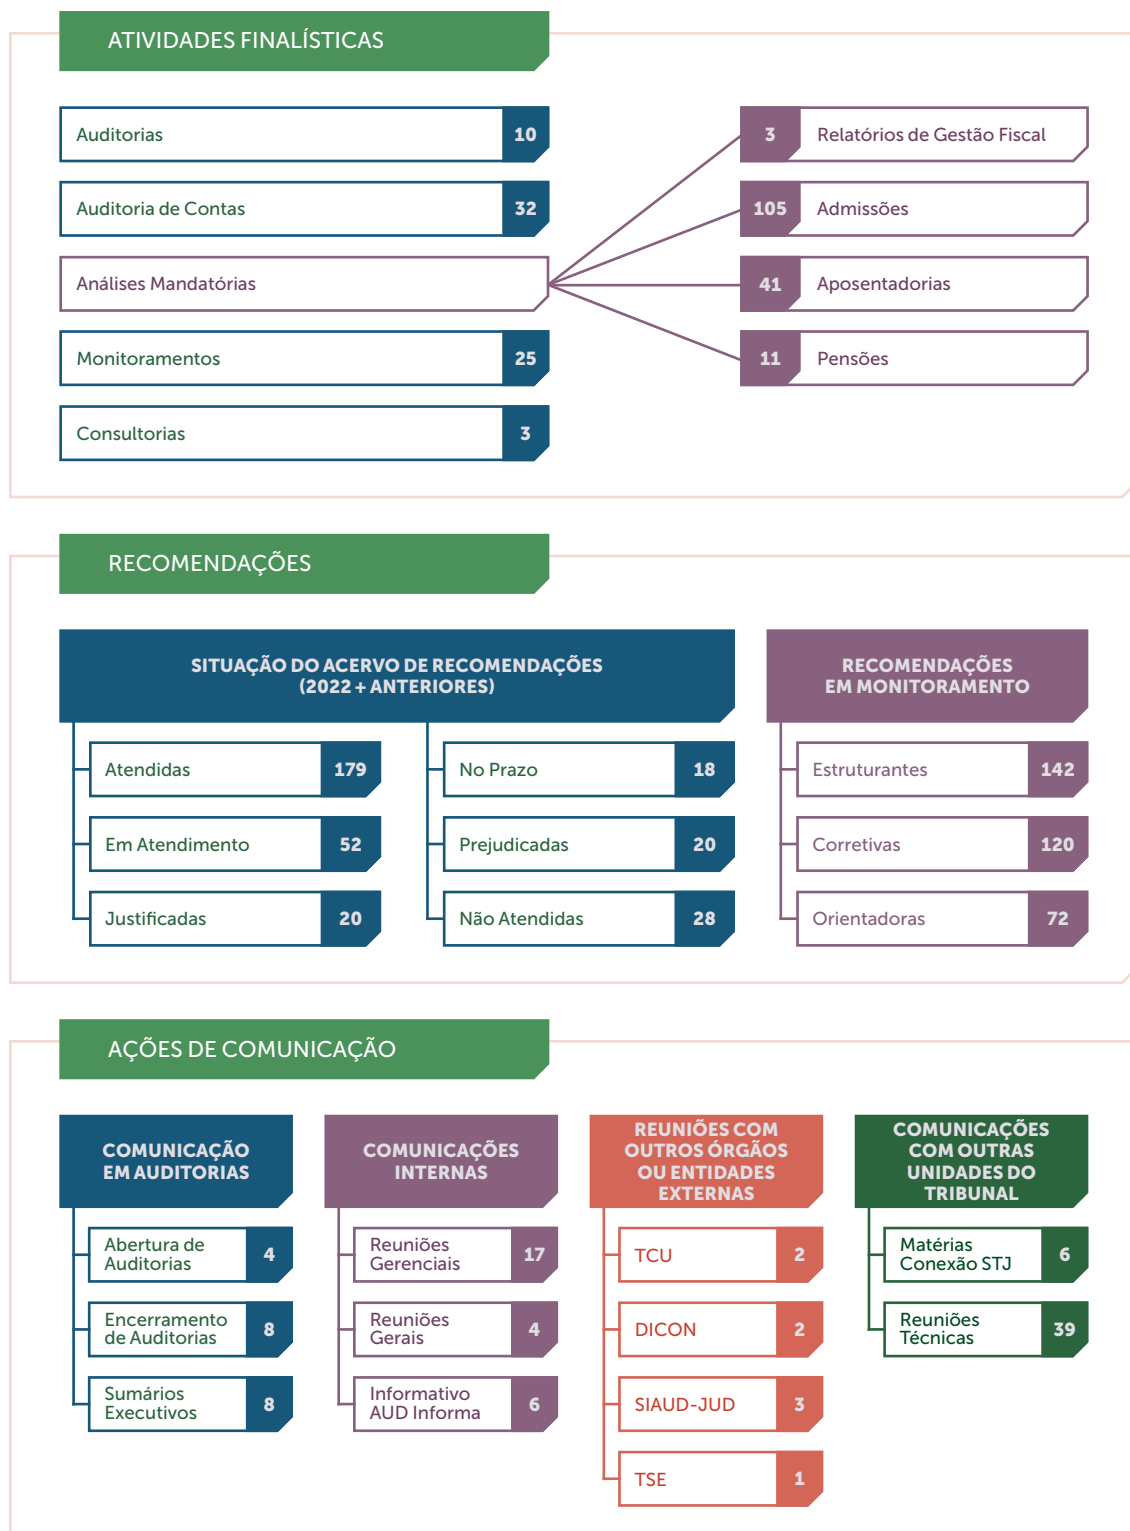 ATIVIDADES FINALÍSTICAS
Auditorias 10
Auditoria de Contas 32
Análises Mandatórias
Monitoramentos 25
Consultorias 3
3 Relatórios de Gestão Fiscal
105 Admissões
41 Aposentadorias
11 Pensões
RECOMENDAÇÕES
SITUAÇÃO DO ACERVO DE RECOMENDAÇÕES
(2022 + ANTERIORES)
Atendidas 179
Em Atendimento 52
Justificadas 20
No Prazo 18
Prejudicadas 20
Não Atendidas 28
RECOMENDAÇÕES
EM MONITORAMENTO
Estruturantes 142
Corretivas 120
Orientadoras 72
AÇÕES DE COMUNICAÇÃO
COMUNICAÇÃO
EM AUDITORIAS
Abertura de
Auditorias 4
Encerramento
de Auditorias 8
Sumários
Executivos 8
COMUNICAÇÕES
INTERNAS
Reuniões
Gerenciais 17
Reuniões
Gerais 4
Informativo
AUD Informa 6
REUNIÕES COM
OUTROS ÓRGÃOS
OU ENTIDADES
EXTERNAS
TCU 2
DICON 2
SIAUD-JUD 3
TSE 1
COMUNICAÇÕES
COM OUTRAS
UNIDADES DO
TRIBUNAL
Matérias
Conexão STJ 6
Reuniões
Técnicas 39